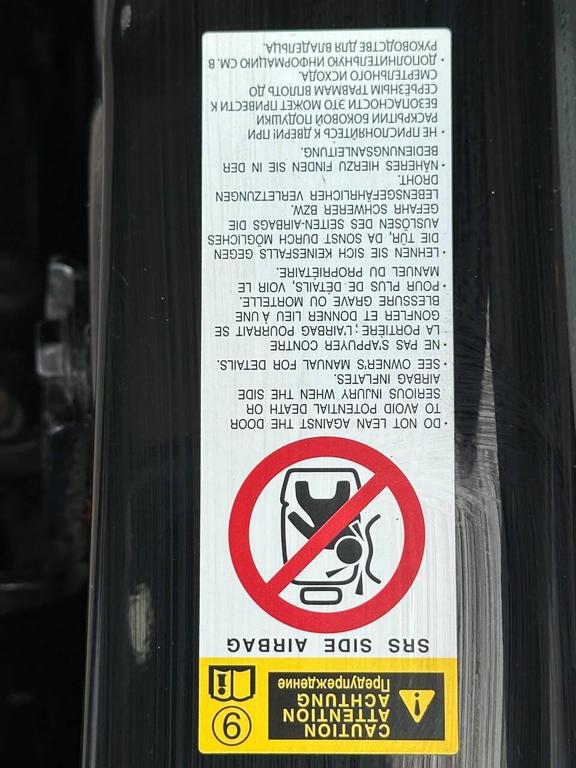 CAUTION
ATTENTION
ACHTUNG
Предупреждение
6
SRS SIDE AIRBAG
· DO NOT LEAN AGAINST THE DOOR
TO AVOID POTENTIAL DEATH OR
SERIOUS INJURY WHEN THE SIDE
AIRBAG INFLATES.
· SEE OWNER'S MANUAL FOR DETAILS.
· NE PAS S'APPUYER CONTRE
LA PORTIÈRE ; L'AIRBAG POURRAIT SE
GONFLER ET DONNER LIEU À UNE
BLESSURE GRAVE OU MORTELLE.
· POUR PLUS DE DÉTAILS, VOIR LE
MANUEL DU PROPRIÉTAIRE.
· LEHNEN SIE SICH KEINESFALLS GEGEN
DIE TÜR, DA SONST DURCH MÖGLICHES
AUSLÖSEN DES SEITEN-AIRBAGS DIE
GEFAHR SCHWERER BZW.
LEBENSGEFÄHRLICHER VERLETZUNGEN
DROHT.
· NÄHERES HIERZU FINDEN SIE IN DER
BEDIENUNGSANLEITUNG.
· НЕ ПРИСЛОНЯЙТЕСЬ К ДВЕРИ! ПРИ
РАСКРЫТИИ БОКОВОЙ ПОДУШКИ
БЕЗОПАСНОСТИ ЭТО МОЖЕТ ПРИВЕСТИ К
СЕРЬЁЗНЫМ ТРАВМАМ ВПЛОТЬ ДО
СМЕРТЕЛЬНОГО ИСХОДА.
· ДОПОЛНИТЕЛЬНУЮ ИНФОРМАЦИЮ СМ. В
РУКОВОДСТВЕ ДЛЯ ВЛАДЕЛЬЦА.